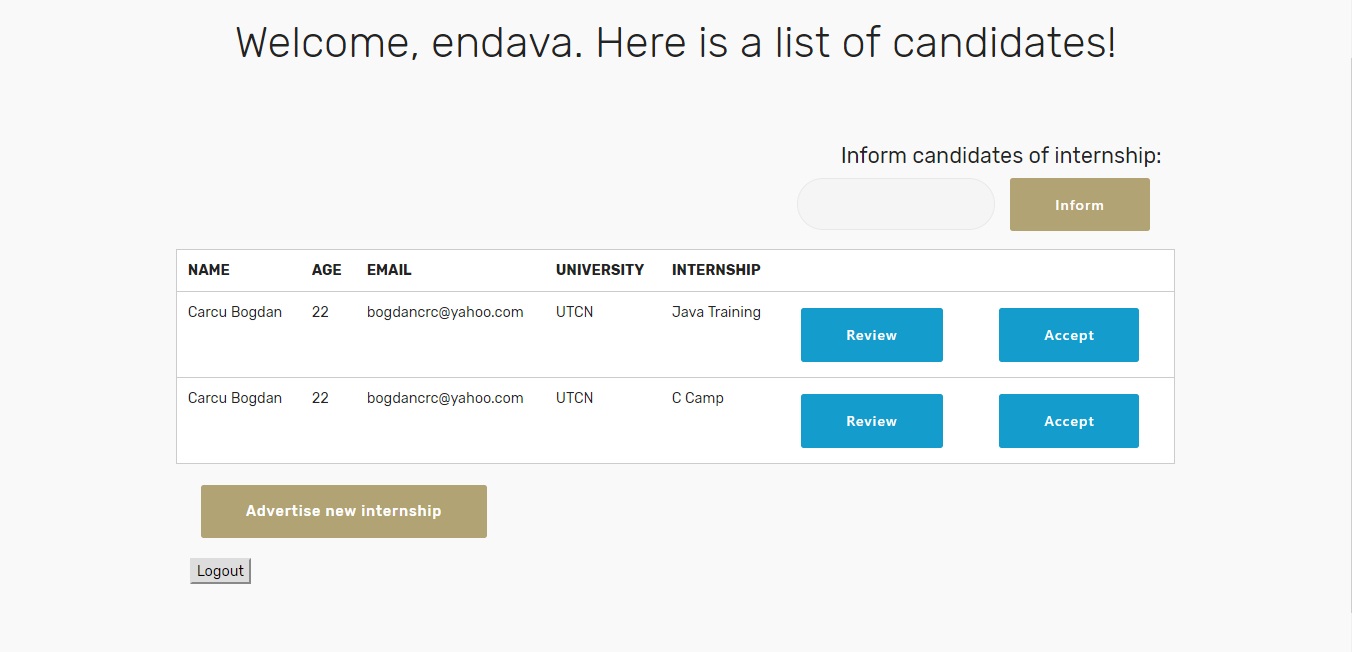 Welcome, endava. Here is a list of candidates!
Inform candidates of internship:
Inform
NAME AGE EMAIL UNIVERSITY INTERNSHIP
Carcu Bogdan 22 bogdancrc@yahoo.com UTCN Java Training Review Accept
Carcu Bogdan 22 bogdancrc@yahoo.com UTCN C Camp Review Accept
Advertise new internship
Logout